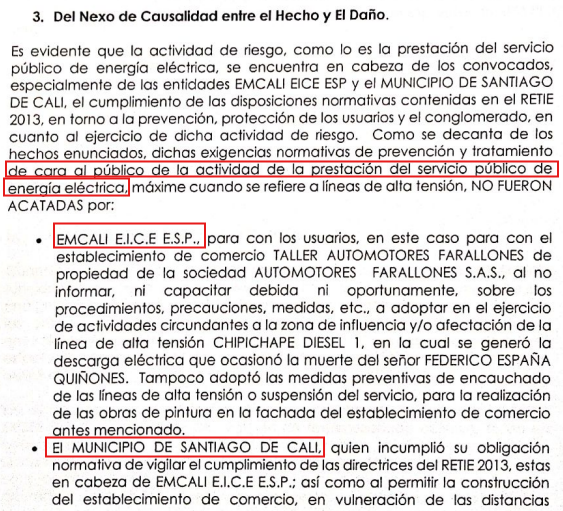 3. Del Nexo de Causalidad entre el Hecho y El Daño.
Es evidente que la actividad de riesgo, como lo es la prestación del servicio
público de energía eléctrica, se encuentra en cabeza de los convocados,
especialmente de las entidades EMCALI EICE ESP y el MUNICIPIO DE SANTIAGO
DE CALI, el cumplimiento de las disposiciones normativas contenidas en el RETIE
2013, en torno a la prevención, protección de los usuarios y el conglomerado, en
cuanto al ejercicio de dicha actividad de riesgo. Como se decanta de los
hechos enunciados, dichas exigencias normativas de prevención y tratamiento
de cara al público de la actividad de la prestación del servicio público de
energía eléctrica, máxime cuando se refiere a líneas de alta tensión, NO FUERON
ACATADAS por:
• EMCALI E.I.C.E E.S.P., para con los usuarios, en este caso para con el
establecimiento de comercio TALLER AUTOMOTORES FARALLONES de
propiedad de la sociedad AUTOMOTORES FARALLONES S.A.S., al no
informar, ni capacitar debida ni oportunamente, sobre los
procedimientos, precauciones, medidas, etc., a adoptar en el ejercicio
de actividades circundantes a la zona de influencia y/o afectación de la
línea de alta tensión CHIPICHAPE DIESEL 1, en la cual se generó la
descarga eléctrica que ocasionó la muerte del señor FEDERICO ESPAÑA
QUIÑONES. Tampoco adoptó las medidas preventivas de encauchado
de las líneas de alta tensión o suspensión del servicio, para la realización
de las obras de pintura en la fachada del establecimiento de comercio
antes mencionado.
• El MUNICIPIO DE SANTIAGO DE CALI, quien incumplió su obligación
normativa de vigilar el cumplimiento de las directrices del RETIE 2013, estas
en cabeza de EMCALI E.I.C.E E.S.P.; así como al permitir la construcción
del establecimiento de comercio, en vulneración de las distancias